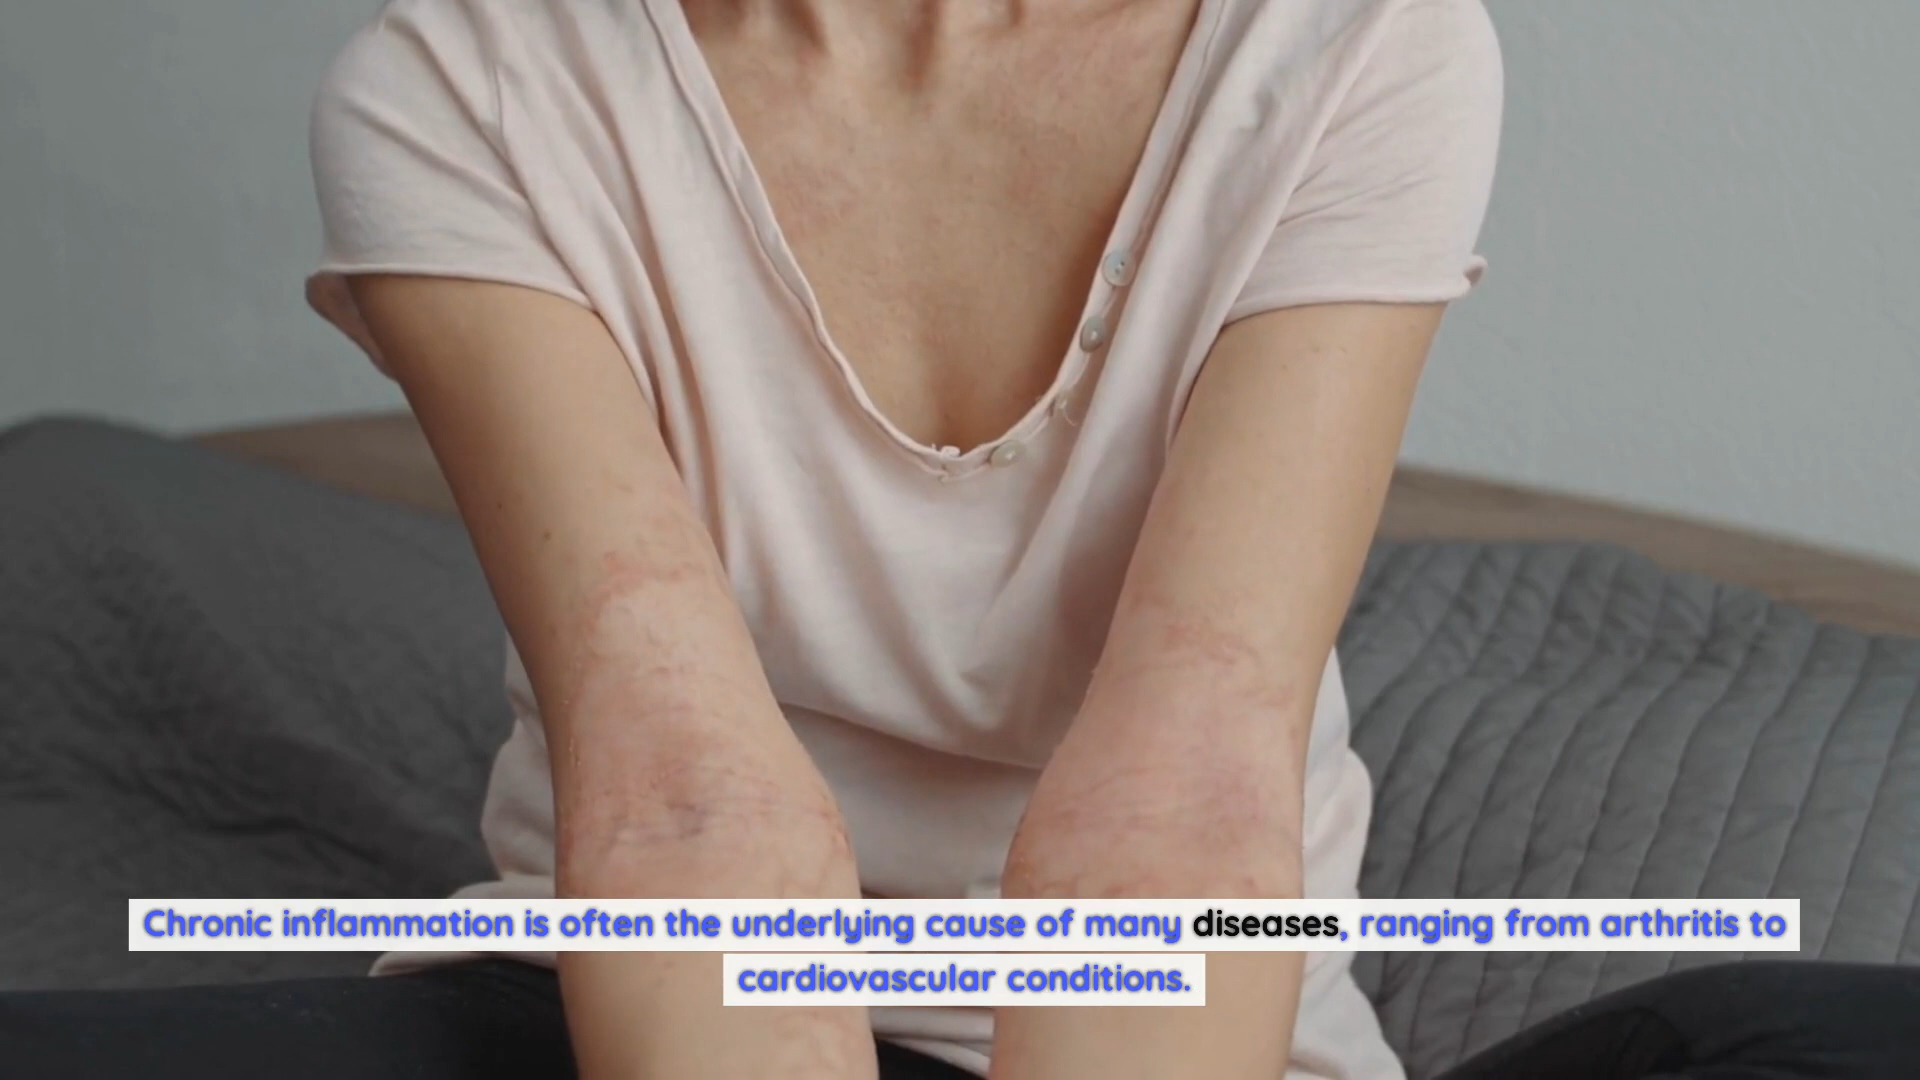 Chronic inflammation is often the underlying cause of many diseases, ranging from arthritis to
cardiovascular conditions.